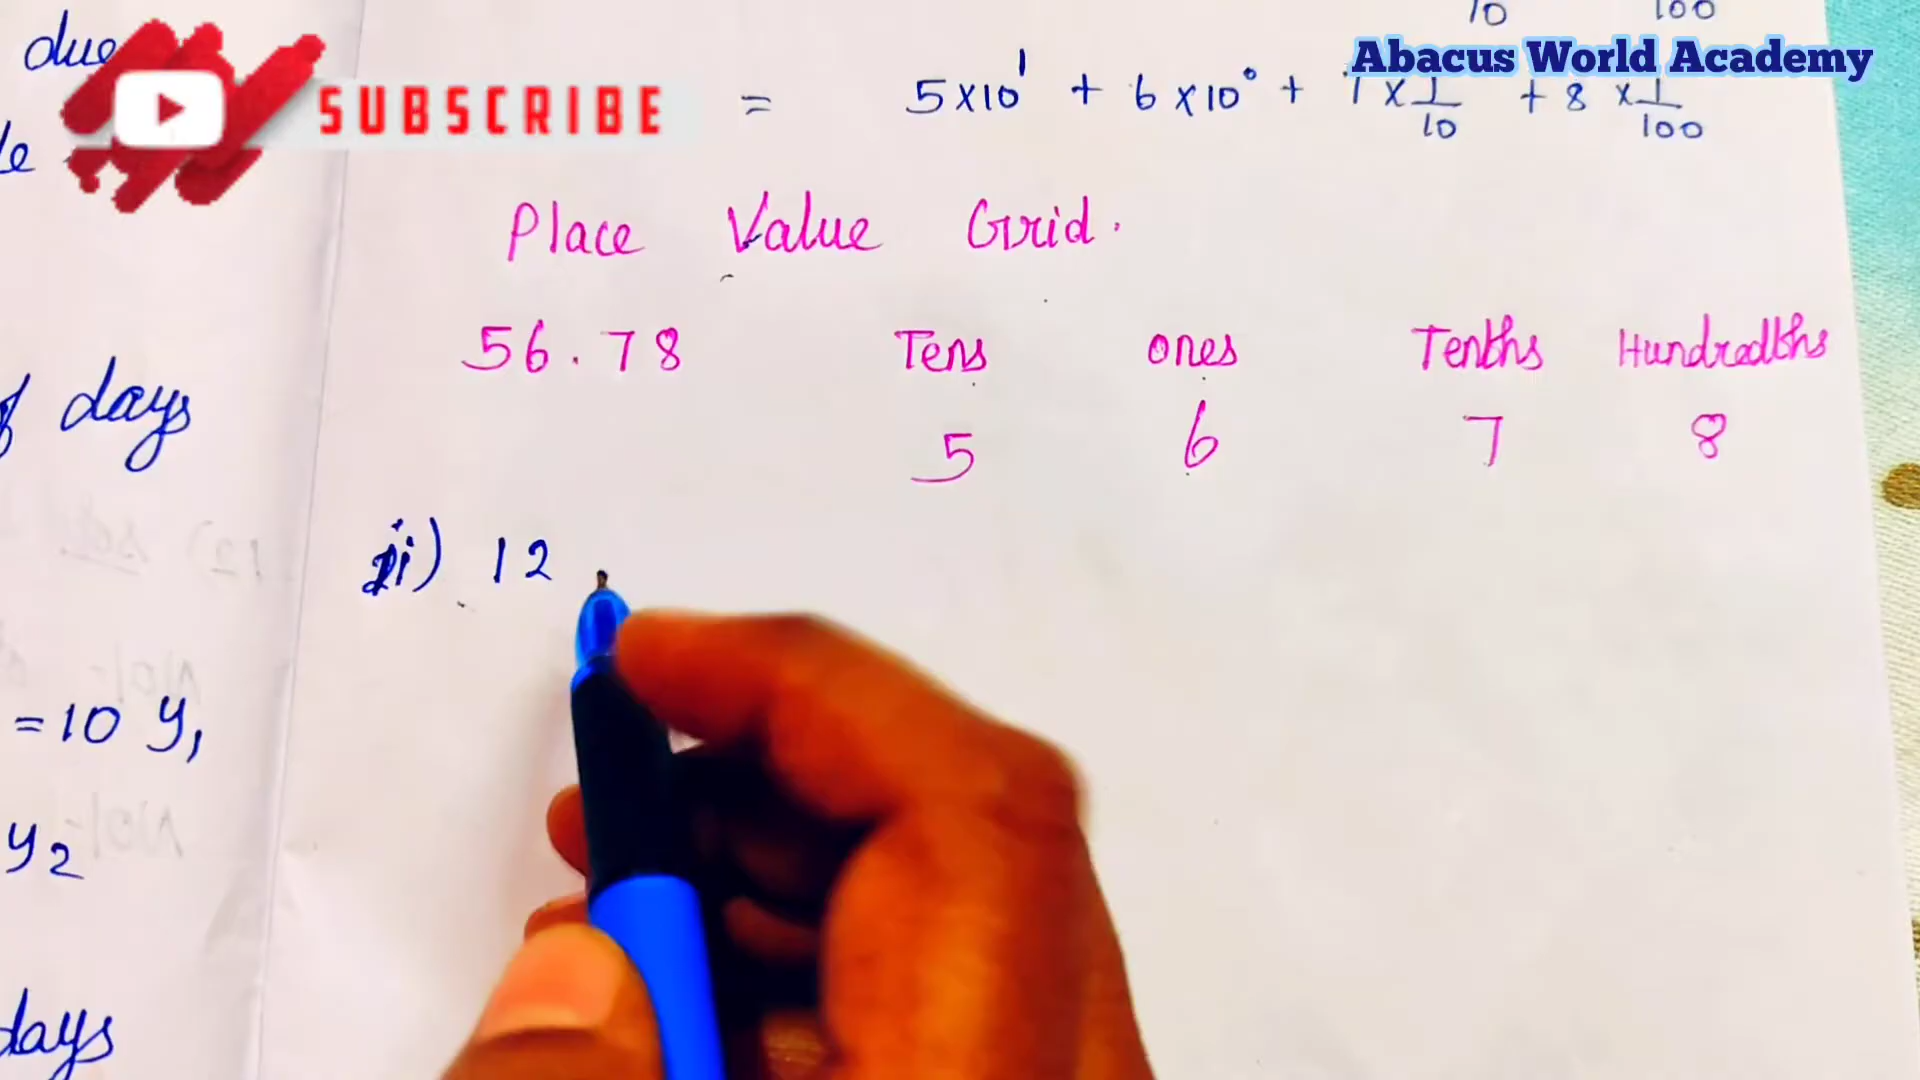 10 100
Abacus World Academy
due
SUBSCRIBE
= 5×10¹ + 6×10⁰ + 7×1/10 + 8×1/100
Place Value Grid.
56.78 Tens ones Tenths Hundredths
5 6 7 8
days
ii) 12
=10 y₁
y₂
days